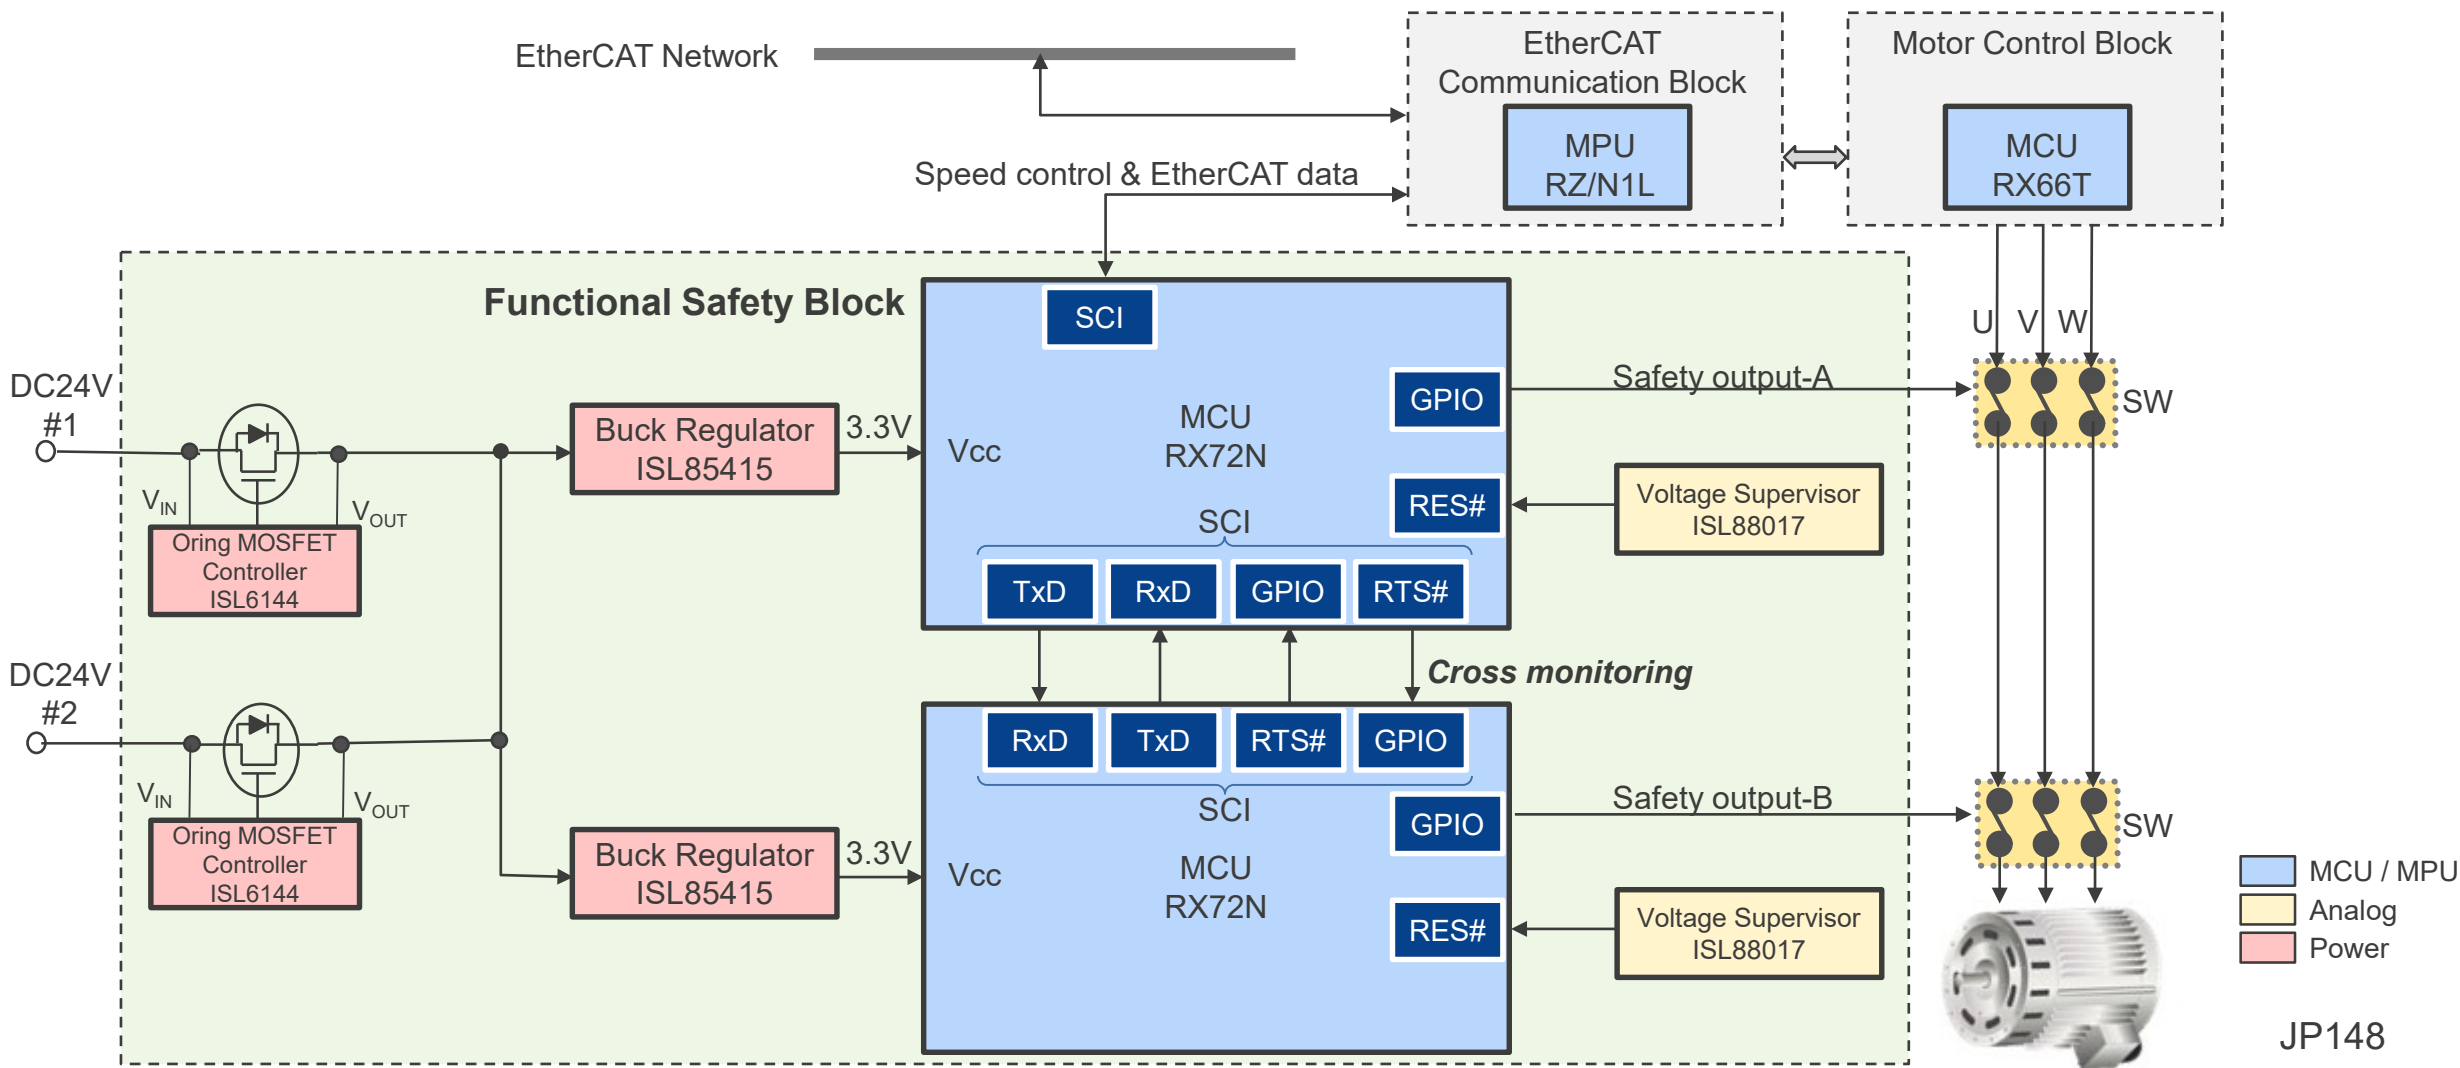 EtherCAT Network
EtherCAT
Communication Block
MPU
RZ/N1L
Motor Control Block
MCU
RX66T
Speed control & EtherCAT data
Functional Safety Block
SCI
U
V
W
DC24V
#1
VIN
VOUT
Oring MOSFET
Controller
ISL6144
Buck Regulator
ISL85415
3.3V
Vcc
MCU
RX72N
GPIO
Safety output-A
SW
RES#
Voltage Supervisor
ISL88017
SCI
TxD
RxD
GPIO
RTS#
Cross monitoring
DC24V
#2
VIN
VOUT
Oring MOSFET
Controller
ISL6144
Buck Regulator
ISL85415
3.3V
Vcc
RxD
TxD
RTS#
GPIO
SCI
MCU
RX72N
GPIO
Safety output-B
SW
RES#
Voltage Supervisor
ISL88017
MCU / MPU
Analog
Power
JP148